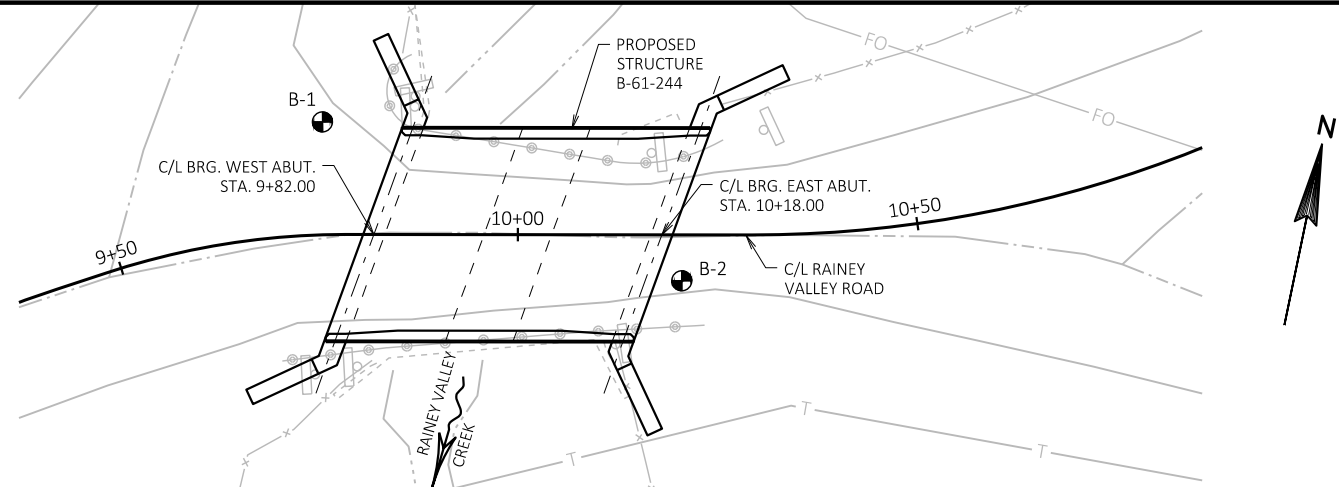 PROPOSED
STRUCTURE
B-61-244
FO
B-1
FO
N
C/L BRG. WEST ABUT.
STA. 9+82.00
C/L BRG. EAST ABUT.
STA. 10+18.00
10+00
10+50
9+50
B-2
C/L RAINEY
VALLEY ROAD
RAINEY VALLEY
CREEK
T
T
T